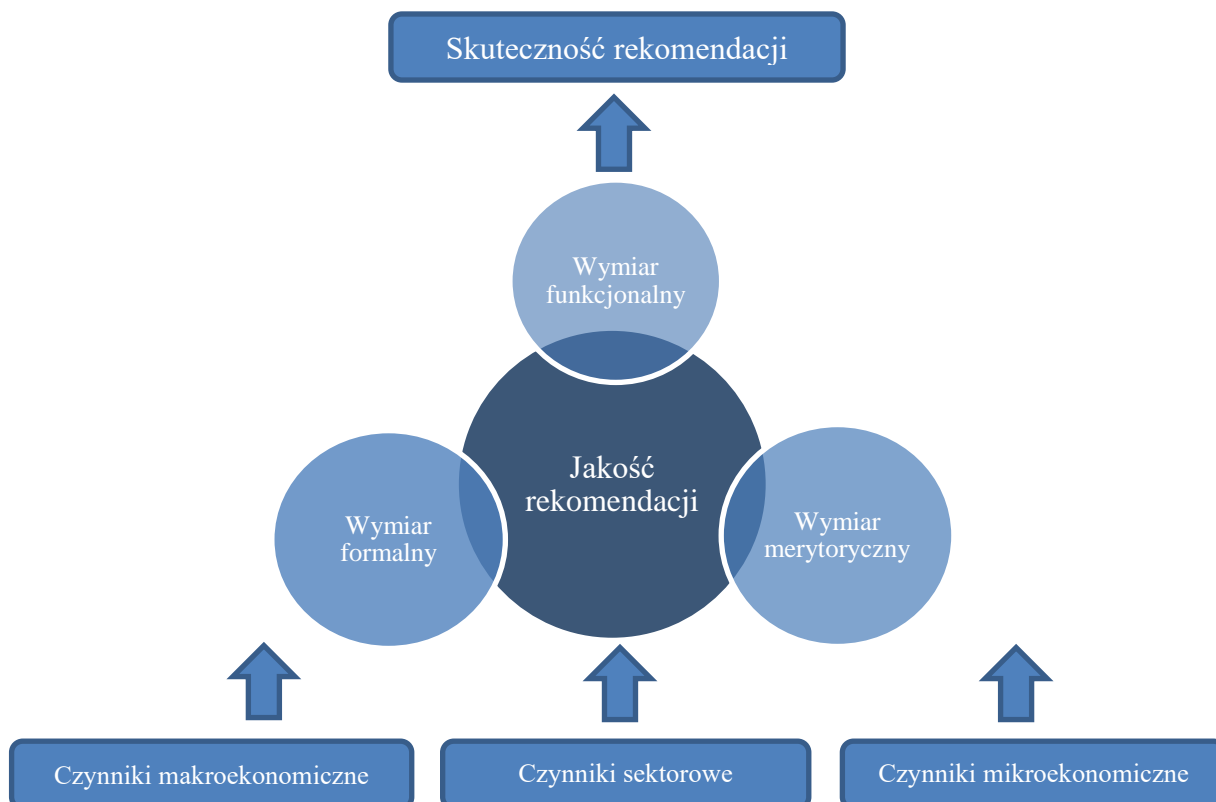 Skuteczność rekomendacji
Wymiar
funkcjonalny
Jakość
rekomendacji
Wymiar
formalny
Wymiar
merytoryczny
Czynniki makroekonomiczne
Czynniki sektorowe
Czynniki mikroekonomiczne